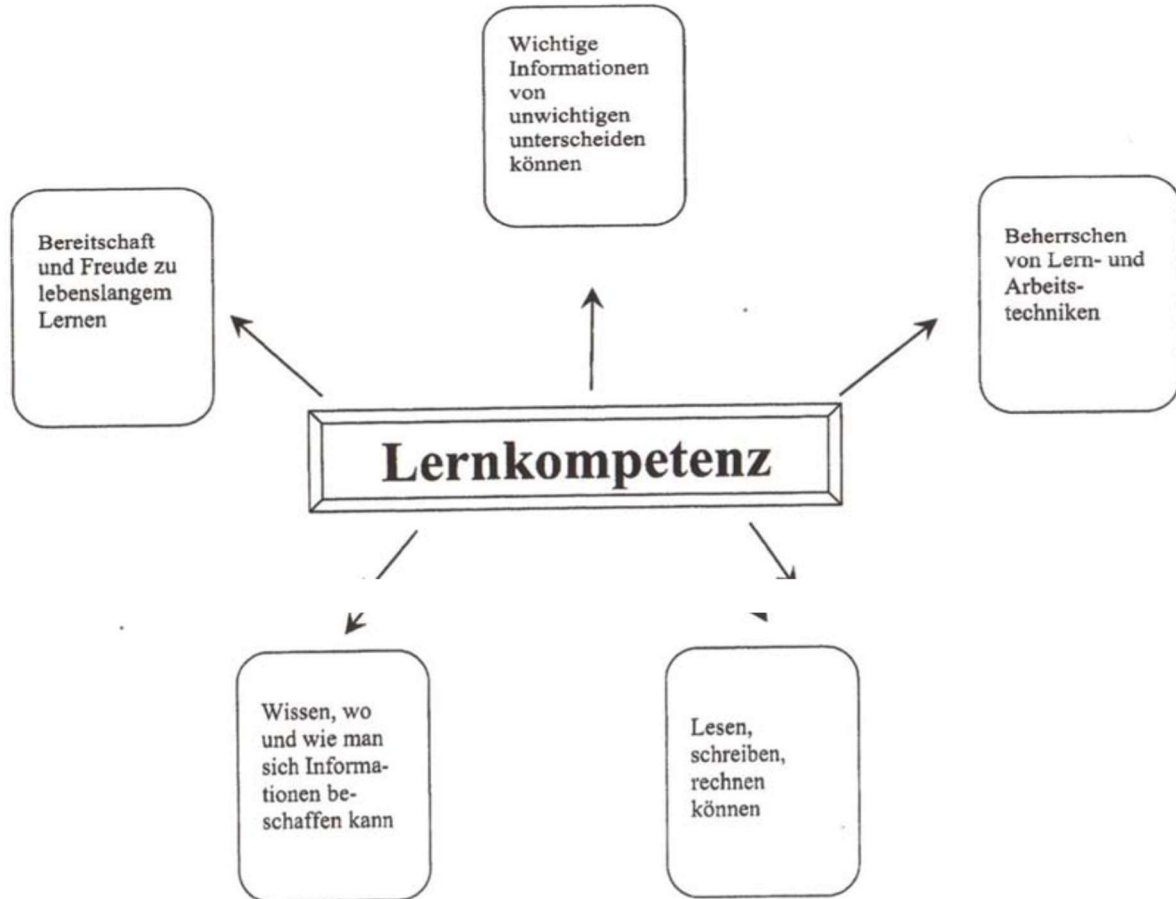 Wichtige
Informationen
von
unwichtigen
unterscheiden
können
Bereitschaft
und Freude zu
lebenslangem
Lernen
Beherrschen
von Lern- und
Arbeits-
techniken
Lernkompetenz
Wissen, wo
und wie man
sich Informa-
tionen be-
schaffen kann
Lesen,
schreiben,
rechnen
können